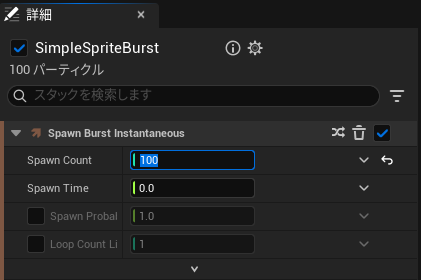 詳細
SimpleSpriteBurst
100 パーティクル
スタックを検索します
Spawn Burst Instantaneous
Spawn Count 100
Spawn Time 0.0
Spawn Probal 1.0
Loop Count Li 1